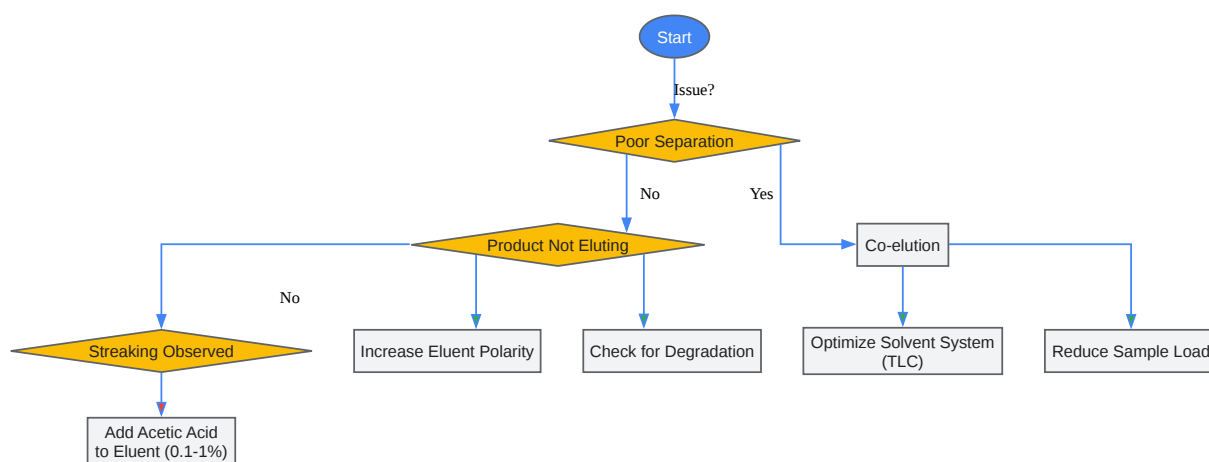 Start
Issue?
Poor Separation
No
Yes
Product Not Eluting
Co-elution
No
Streaking Observed
Increase Eluent Polarity
Check for Degradation
Optimize Solvent System
(TLC)
Reduce Sample Load
Add Acetic Acid
to Eluent (0.1-1%)